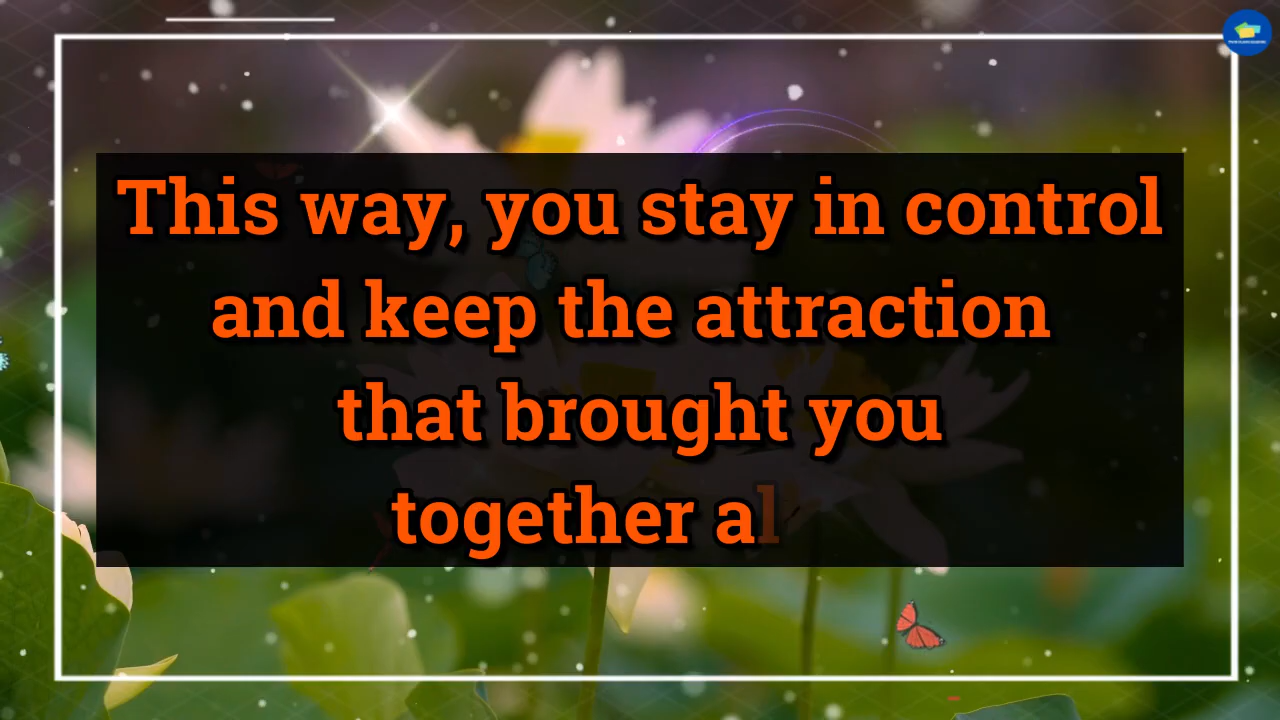 This way, you stay in control
and keep the attraction
that brought you
together al